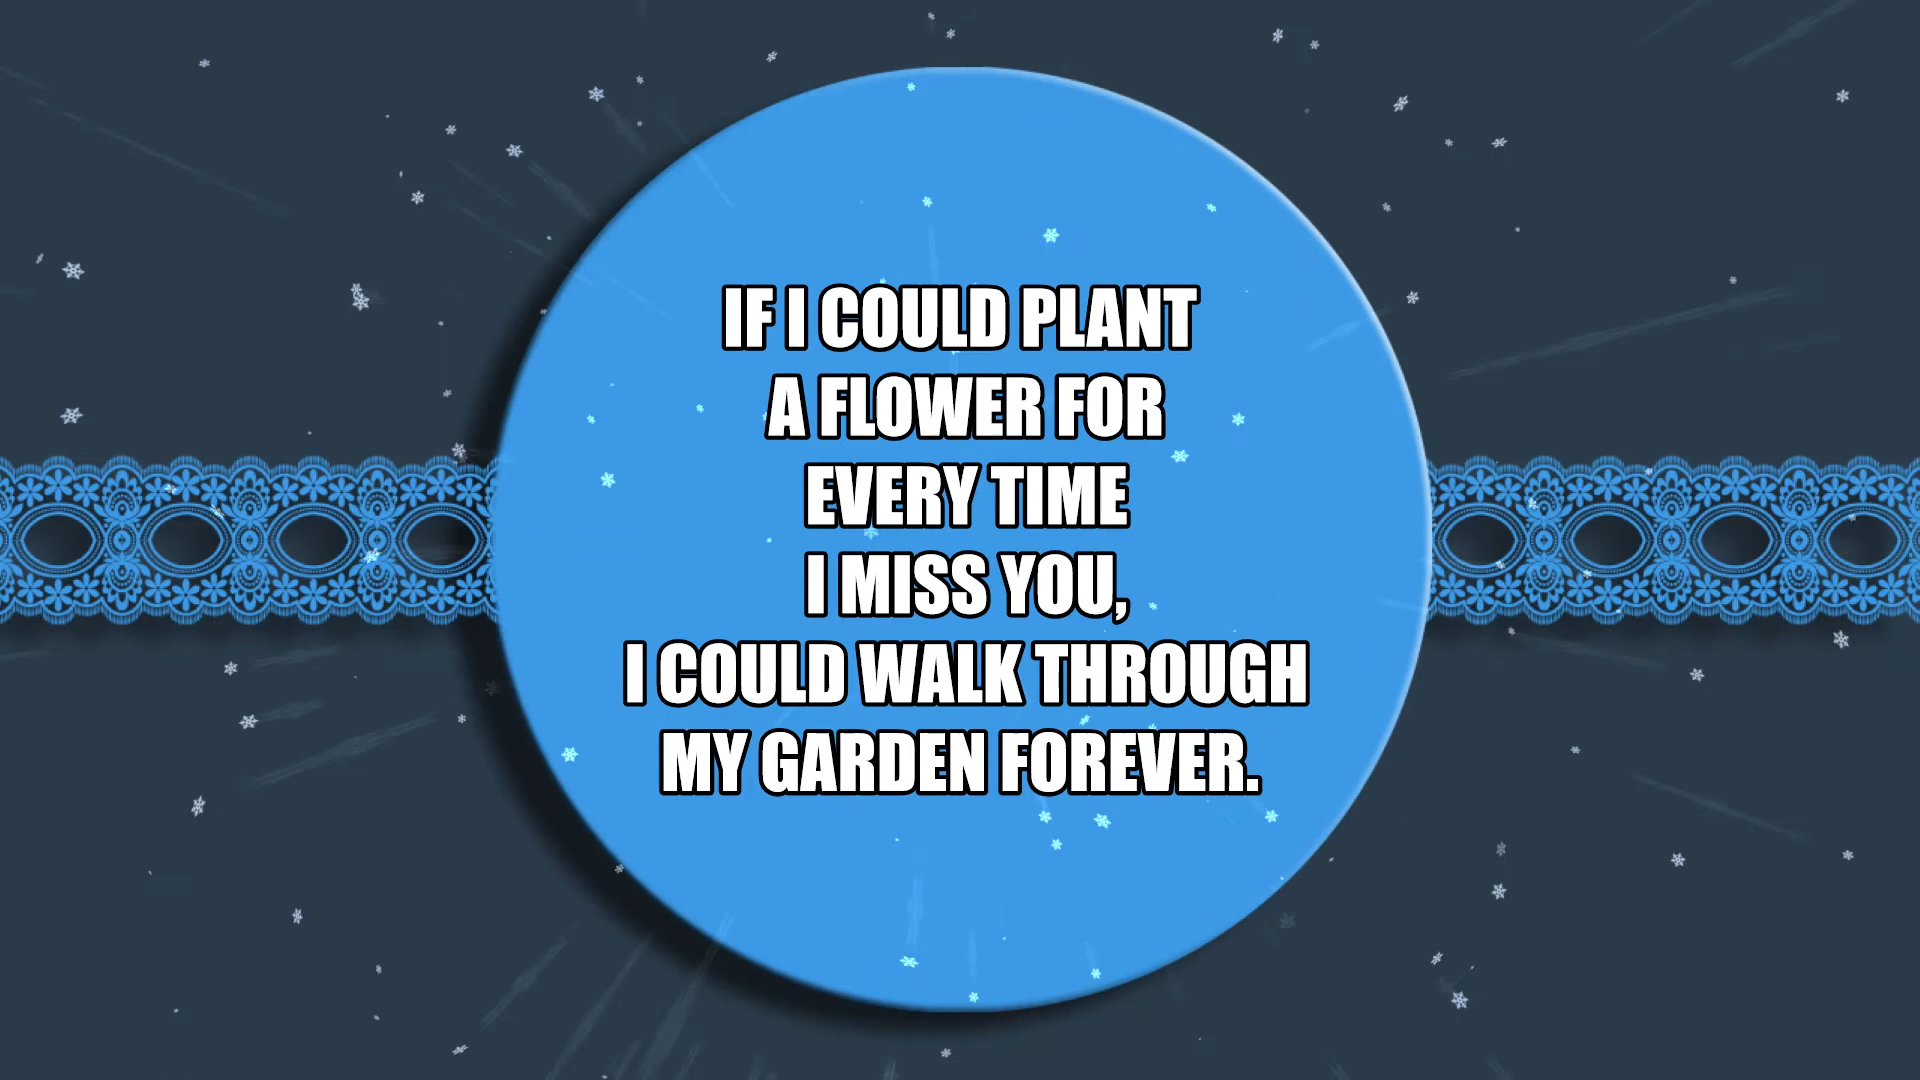 IF I COULD PLANT
A FLOWER FOR
EVERY TIME
I MISS YOU,
I COULD WALK THROUGH
MY GARDEN FOREVER.